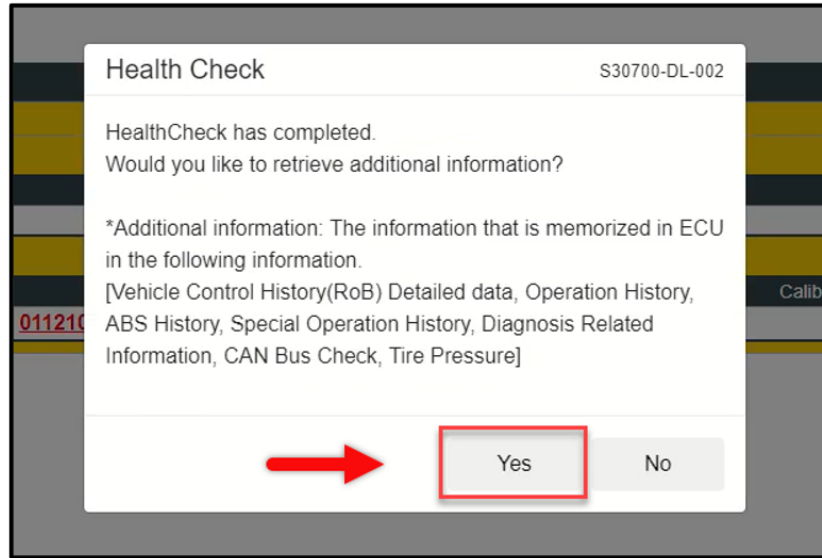 Health Check
S30700-DL-002
HealthCheck has completed.
Would you like to retrieve additional information?
*Additional information: The information that is memorized in ECU
in the following information.
[Vehicle Control History(RoB) Detailed data, Operation History,
ABS History, Special Operation History, Diagnosis Related
Information, CAN Bus Check, Tire Pressure]
Calib
011210
Yes
No